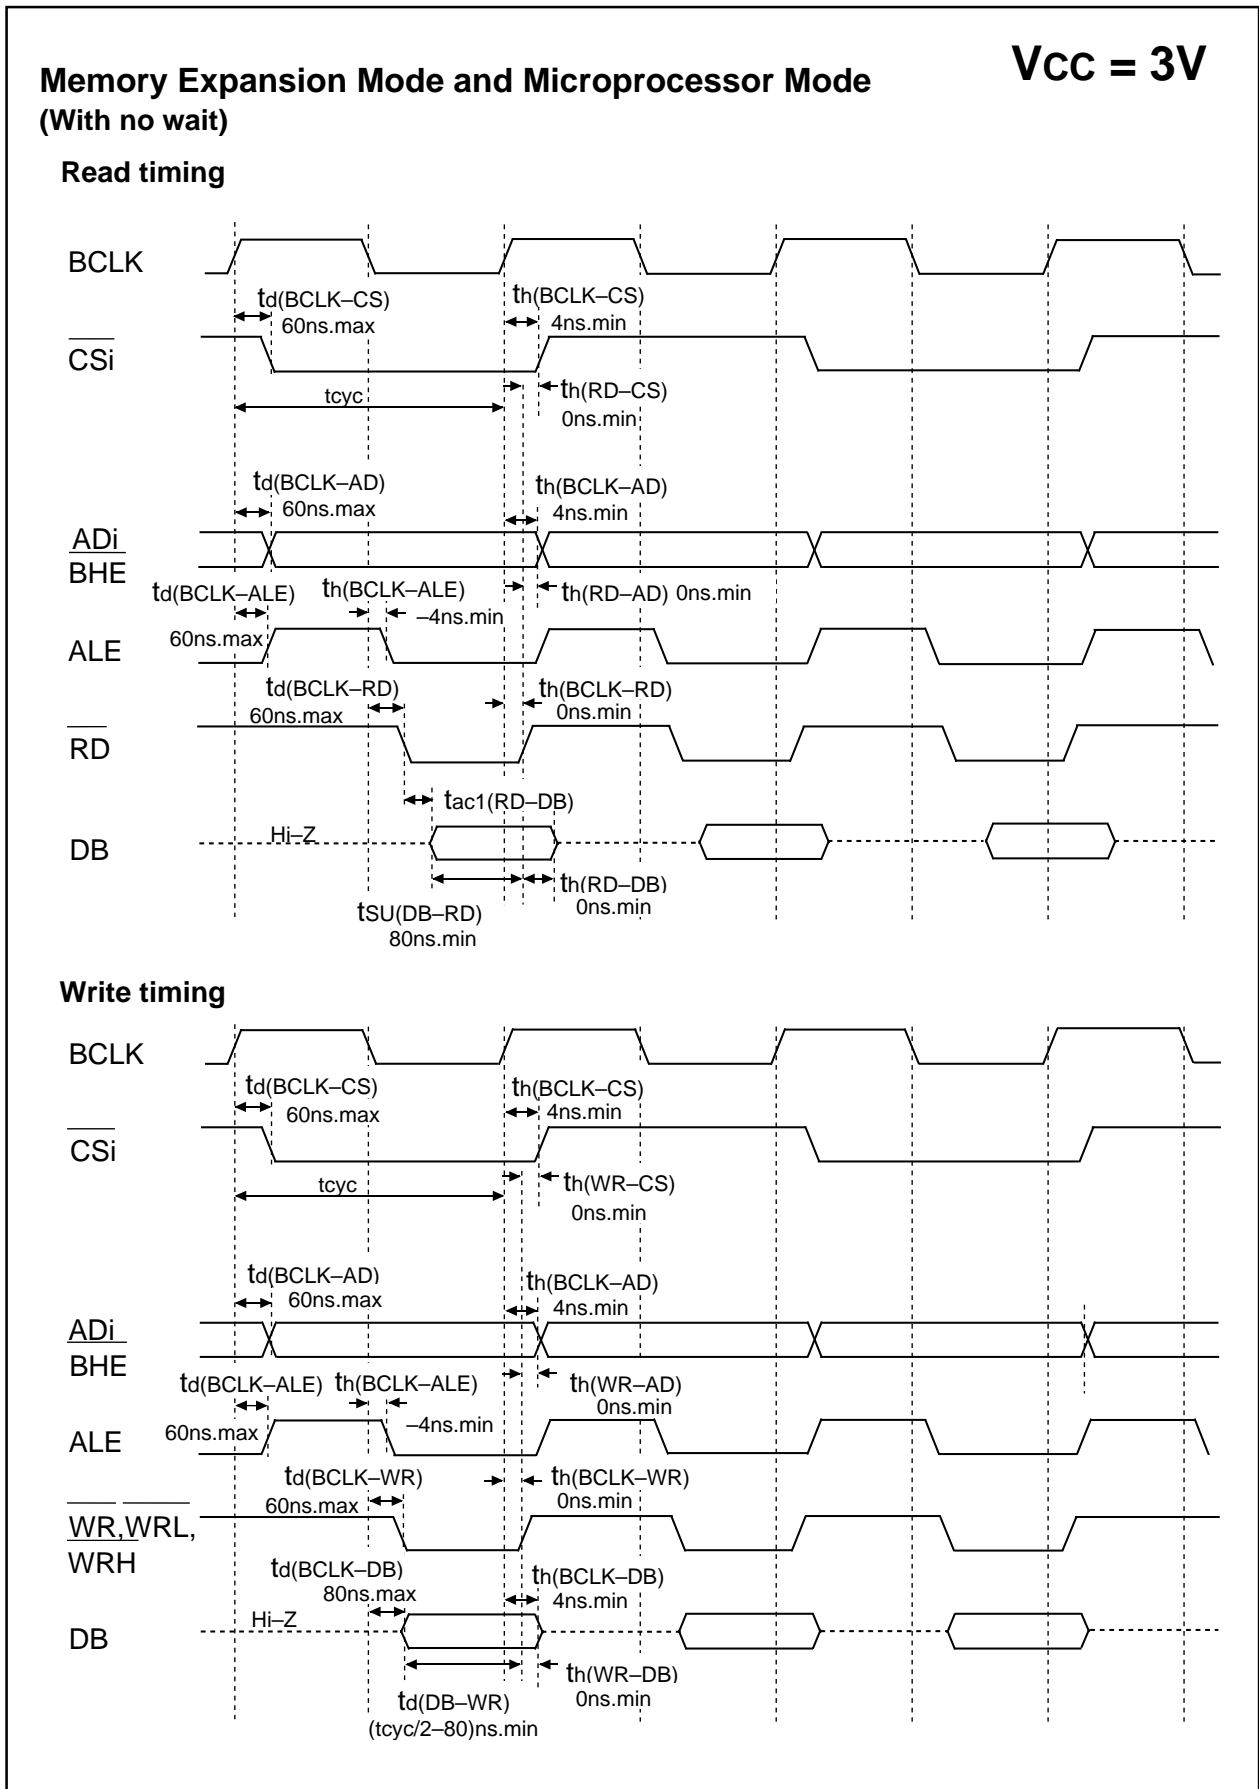 VCC = 3V
Memory Expansion Mode and Microprocessor Mode
(With no wait)
Read timing
BCLK
td(BCLK–CS)
60ns.max
th(BCLK–CS)
4ns.min
CSi
th(RD–CS)
0ns.min
tcyc
td(BCLK–AD)
60ns.max
th(BCLK–AD)
4ns.min
ADi
BHE
td(BCLK–ALE)
60ns.max
th(BCLK–ALE)
–4ns.min
th(RD–AD) 0ns.min
ALE
td(BCLK–RD)
60ns.max
th(BCLK–RD)
0ns.min
RD
tac1(RD–DB)
Hi–Z
DB
th(RD–DB)
0ns.min
tSU(DB–RD)
80ns.min
Write timing
BCLK
td(BCLK–CS)
60ns.max
th(BCLK–CS)
4ns.min
CSi
th(WR–CS)
0ns.min
tcyc
td(BCLK–AD)
60ns.max
th(BCLK–AD)
4ns.min
ADi
BHE
td(BCLK–ALE)
60ns.max
th(BCLK–ALE)
–4ns.min
th(WR–AD)
0ns.min
ALE
td(BCLK–WR)
60ns.max
th(BCLK–WR)
0ns.min
WR,WRL,
WRH
td(BCLK–DB)
80ns.max
th(BCLK–DB)
4ns.min
Hi–Z
DB
th(WR–DB)
0ns.min
td(DB–WR)
(tcyc/2–80)ns.min